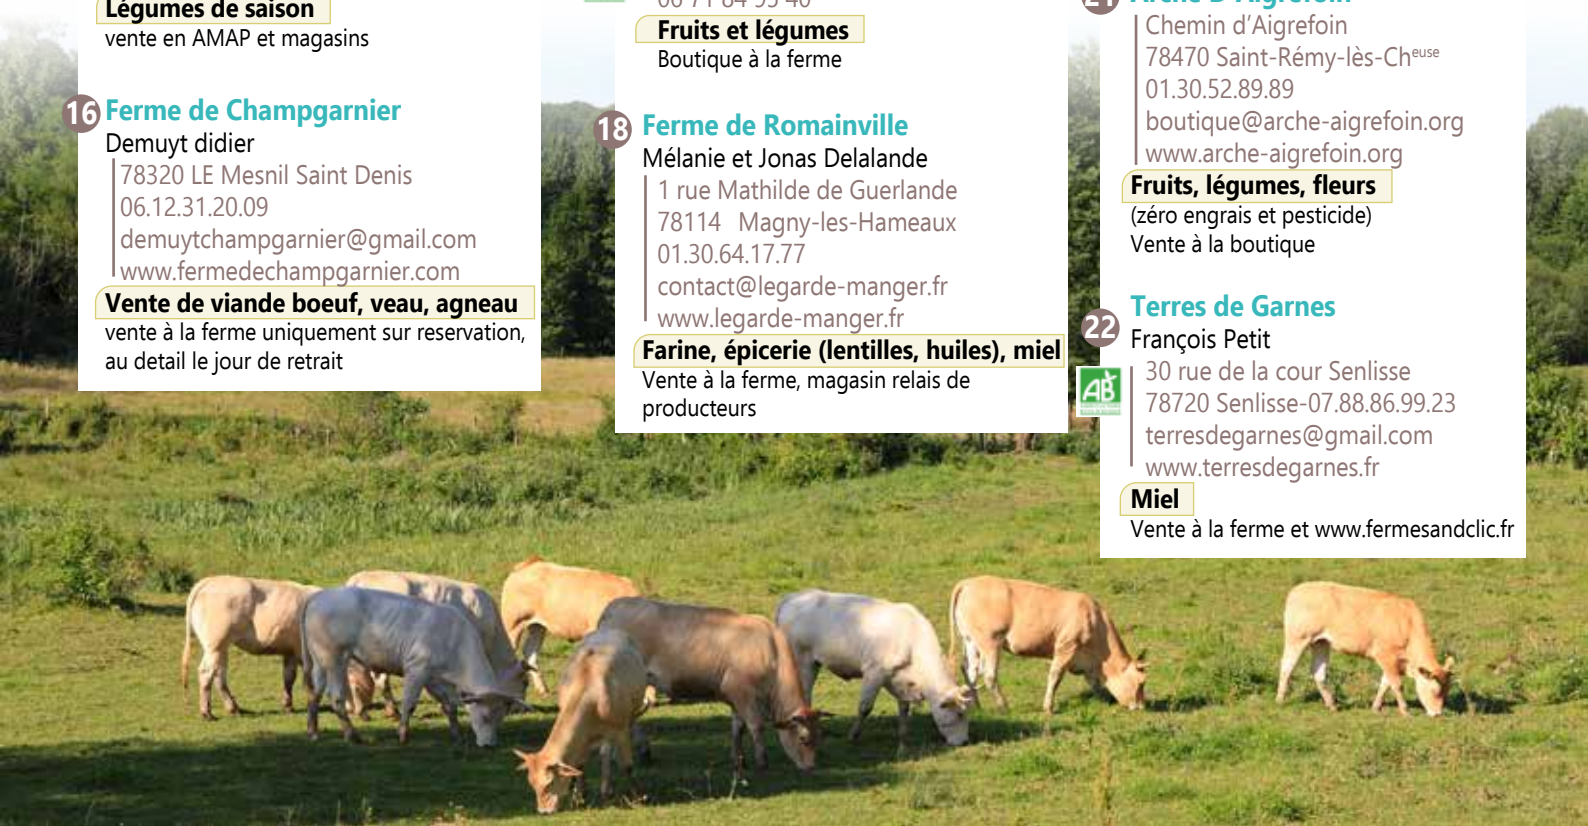 Légumes de saison
vente en AMAP et magasins
16 Ferme de Champgarnier
Demuyt didier
78320 LE Mesnil Saint Denis
06.12.31.20.09
demuytchampgarnier@gmail.com
www.fermedechampgarnier.com
Vente de viande boeuf, veau, agneau
vente à la ferme uniquement sur reservation,
au detail le jour de retrait
Fruits et légumes
Boutique à la ferme
18 Ferme de Romainville
Mélanie et Jonas Delalande
1 rue Mathilde de Guerlande
78114 Magny-les-Hameaux
01.30.64.17.77
contact@legarde-manger.fr
www.legarde-manger.fr
Farine, épicerie (lentilles, huiles), miel
Vente à la ferme, magasin relais de
producteurs
21 Arche D'Aigrefoin
Chemin d'Aigrefoin
78470 Saint-Rémy-lès-Cheuse
01.30.52.89.89
boutique@arche-aigrefoin.org
www.arche-aigrefoin.org
Fruits, légumes, fleurs
(zéro engrais et pesticide)
Vente à la boutique
22 Terres de Garnes
François Petit
AB
30 rue de la cour Senlisse
78720 Senlisse-07.88.86.99.23
terresdegarnes@gmail.com
www.terresdegarnes.fr
Miel
Vente à la ferme et www.fermesandclic.fr